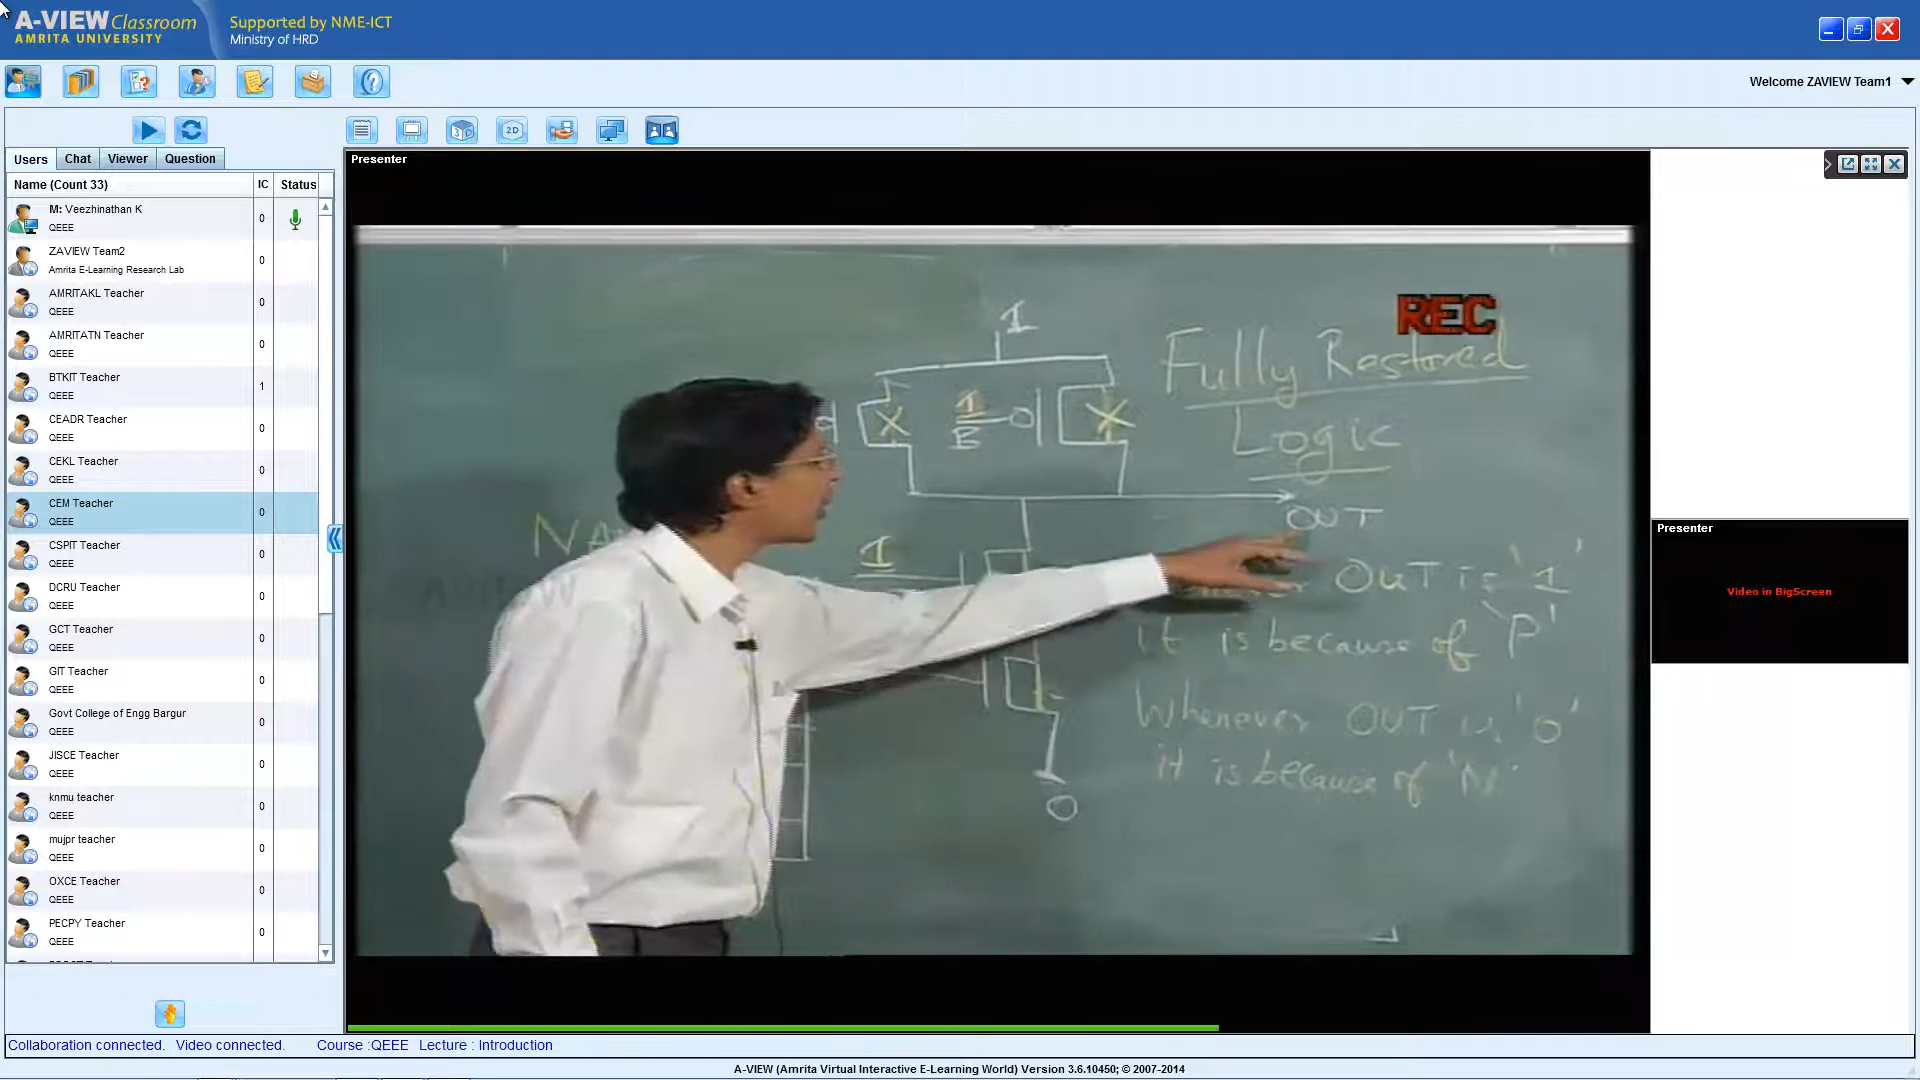 A-VIEW Classroom
AMRITA UNIVERSITY
Supported by NME-ICT
Ministry of HRD
Welcome ZAVIEW Team1
3D
2D
Users
Chat
Viewer
Question
Name (Count 33)
IC
Status
M: Veezhinathan K
QEEE
0
ZAVIEW Team2
Amrita E-Learning Research Lab
0
AMRITAKL Teacher
QEEE
0
AMRITATN Teacher
QEEE
0
BTKIT Teacher
QEEE
1
CEADR Teacher
QEEE
0
CEKL Teacher
QEEE
0
CEM Teacher
QEEE
0
CSPIT Teacher
QEEE
0
DCRU Teacher
QEEE
0
GCT Teacher
QEEE
0
GIT Teacher
QEEE
0
Govt College of Engg Bargur
QEEE
0
JISCE Teacher
QEEE
0
knmu teacher
QEEE
0
mujpr teacher
QEEE
0
OXCE Teacher
QEEE
0
PECPY Teacher
QEEE
0
Presenter
REC
1
Fully Restored
Logic
1
B
OUT
1
OUT is '1'
it is because of 'P'
Whenever OUT is '0'
it is because of 'N'
0
Presenter
Video in BigScreen
Collaboration connected. Video connected. Course :QEEE Lecture : Introduction
A-VIEW (Amrita Virtual Interactive E-Learning World) Version 3.6.10450; © 2007-2014